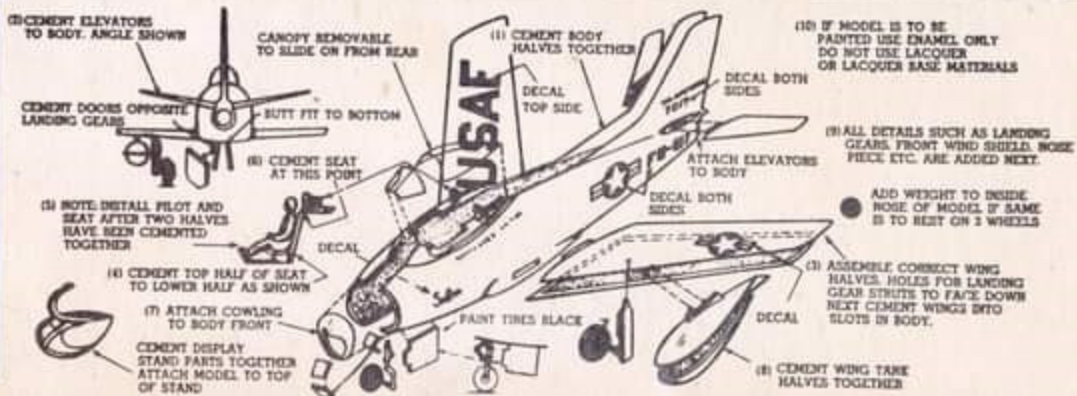 (2) CEMENT ELEVATORS
TO BODY. ANGLE SHOWN
CANOPY REMOVABLE
TO SLIDE ON FROM REAR
(1) CEMENT BODY
HALVES TOGETHER
(10) IF MODEL IS TO BE
PAINTED USE ENAMEL ONLY
DO NOT USE LACQUER
OR LACQUER BASE MATERIALS
USAF
DECAL
TOP SIDE
DECAL BOTH
SIDES
CEMENT DOORS OPPOSITE
LANDING GEARS
BUTT FIT TO BOTTOM
(6) CEMENT SEAT
AT THIS POINT
ATTACH ELEVATORS
TO BODY
(9) ALL DETAILS SUCH AS LANDING
GEARS. FRONT WIND SHIELD. NOSE
PIECE ETC. ARE ADDED NEXT.
DECAL BOTH
SIDES
ADD WEIGHT TO INSIDE
NOSE OF MODEL IF SAME
IS TO REST ON 3 WHEELS
(5) NOTE: INSTALL PILOT AND
SEAT AFTER TWO HALVES
HAVE BEEN CEMENTED
TOGETHER
DECAL
(4) CEMENT TOP HALF OF SEAT
TO LOWER HALF AS SHOWN
(3) ASSEMBLE CORRECT WING
HALVES. HOLES FOR LANDING
GEAR STRUTS TO FACE DOWN
NEXT CEMENT WINGS INTO
SLOTS IN BODY.
DECAL
(7) ATTACH COWLING
TO BODY FRONT
PAINT TIRES BLACK
CEMENT DISPLAY
STAND PARTS TOGETHER
ATTACH MODEL TO TOP
OF STAND
(8) CEMENT WING TANK
HALVES TOGETHER